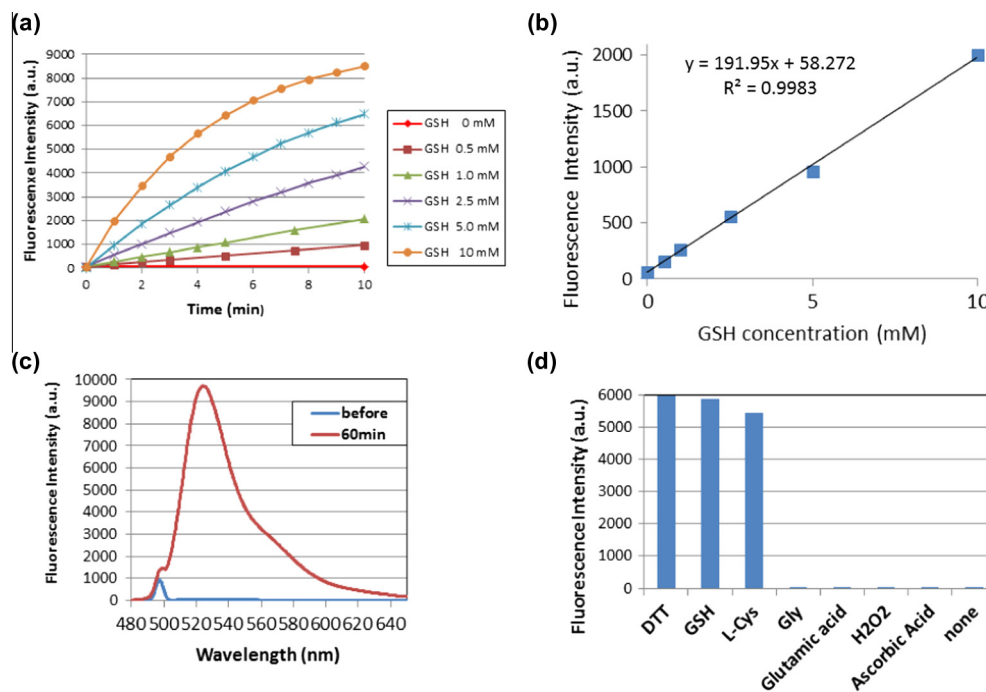 (a)
Fluorescenxe Intensity (a.u.)
9000
8000
7000
6000
5000
4000
3000
2000
1000
0
0 2 4 6 8 10
Time (min)
GSH 0 mM
GSH 0.5 mM
GSH 1.0 mM
GSH 2.5 mM
GSH 5.0 mM
GSH 10 mM
(b)
Fluorescence Intensity (a.u.)
2000
1500
1000
500
0
y = 191.95x + 58.272
R² = 0.9983
0 5 10
GSH concentration (mM)
(c)
Fluorescence Intensity (a.u.)
10000
9000
8000
7000
6000
5000
4000
3000
2000
1000
0
before
60min
480 500 520 540 560 580 600 620 640
Wavelength (nm)
(d)
Fluorescence Intensity (a.u.)
6000
5000
4000
3000
2000
1000
0
DTT
GSH
L-Cys
Gly
Glutamic acid
H2O2
Ascorbic Acid
none